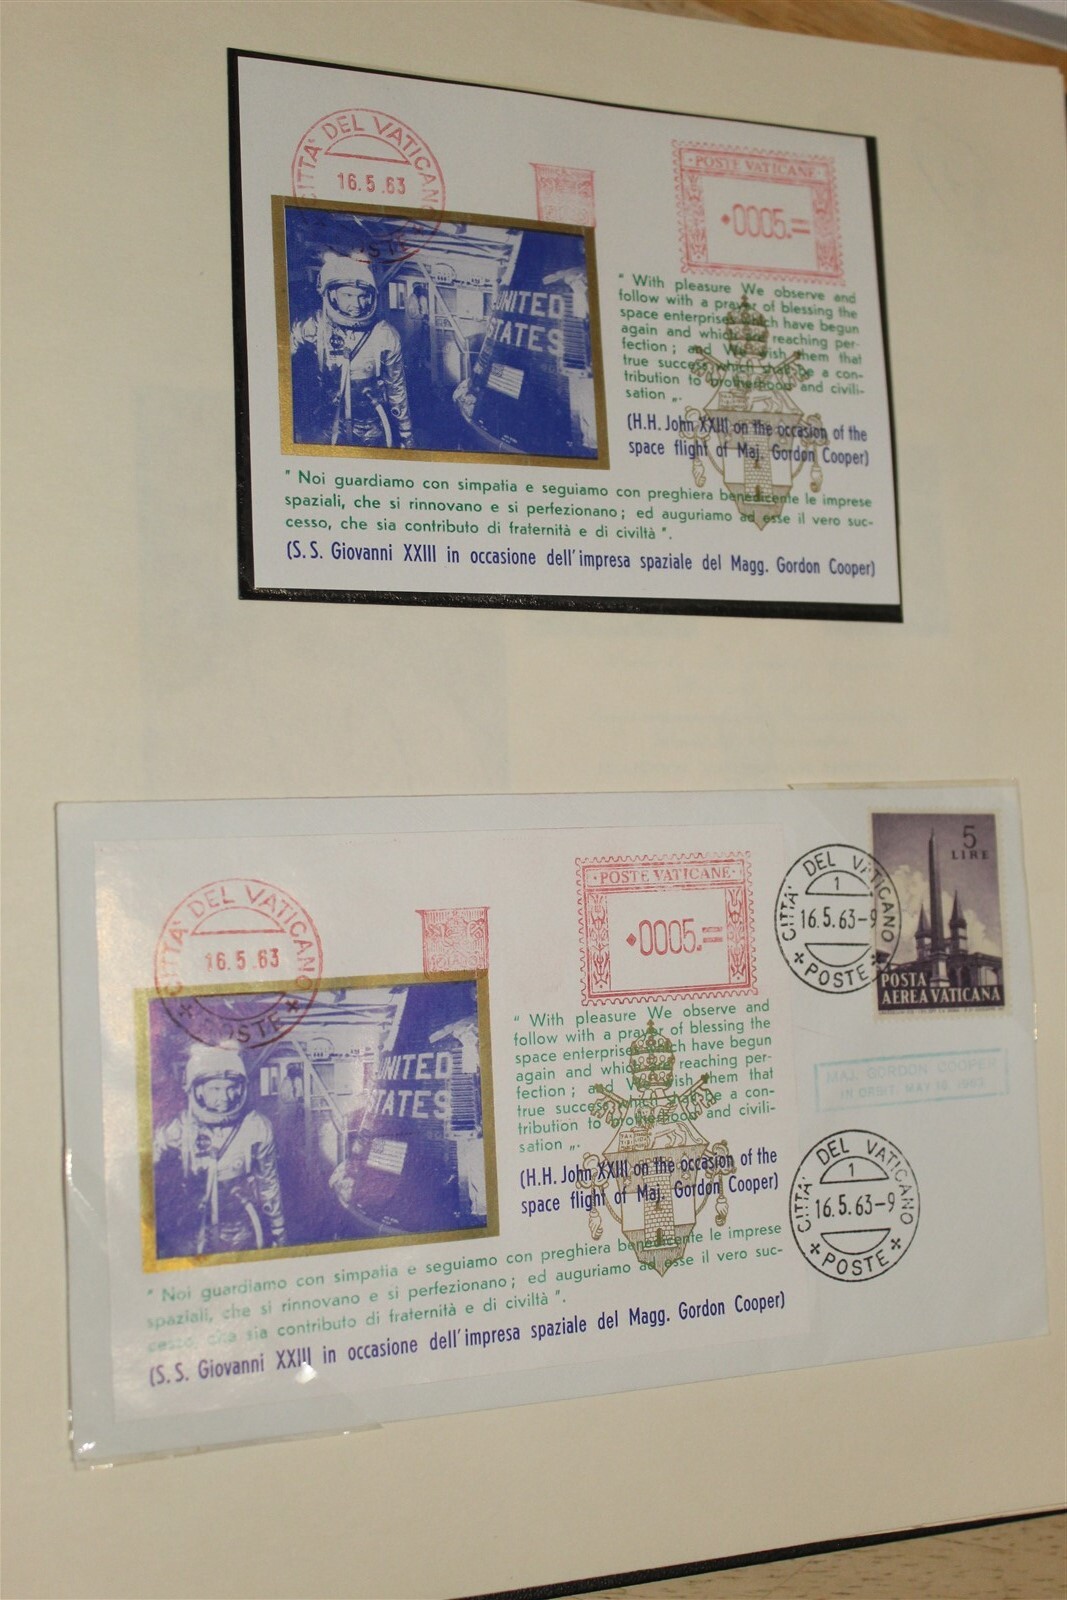 CITTA' DEL VATICANO
16.5.63
POSTE
·POSTE VATICANE·
·0005.=
UNITED
STATES
" With pleasure We observe and
follow with a prayer of blessing the
space enterprises which have begun
again and which are reaching per-
fection ; and We wish them that
true success which shall be a con-
tribution to brotherhood and civili-
sation „.
(H.H. John XXIII on the occasion of the
space flight of Maj. Gordon Cooper)
" Noi guardiamo con simpatia e seguiamo con preghiera benedicente le imprese
spaziali, che si rinnovano e si perfezionano ; ed auguriamo ad esse il vero suc-
cesso, che sia contributo di fraternità e di civiltà ".
(S. S. Giovanni XXIII in occasione dell'impresa spaziale del Magg. Gordon Cooper)
CITTA' DEL VATICANO
16.5.63
+ POSTE +
·POSTE VATICANE·
·0005.=
UNITED
STATES
" With pleasure We observe and
follow with a prayer of blessing the
space enterprises which have begun
again and which are reaching per-
fection ; and We wish them that
true success which shall be a con-
tribution to brotherhood and civili-
sation „.
(H.H. John XXIII on the occasion of the
space flight of Maj. Gordon Cooper)
" Noi guardiamo con simpatia e seguiamo con preghiera benedicente le imprese
spaziali, che si rinnovano e si perfezionano ; ed auguriamo ad esse il vero suc-
cesso, che sia contributo di fraternità e di civiltà ".
(S. S. Giovanni XXIII in occasione dell'impresa spaziale del Magg. Gordon Cooper)
CITTA' DEL VATICANO
1
16.5.63-9
+ POSTE
5
LIRE
POSTA
AEREA VATICANA
MAJ. GORDON COOPER
IN ORBIT, MAY
CITTA' DEL VATICANO
1
16.5.63-9
+ POSTE +